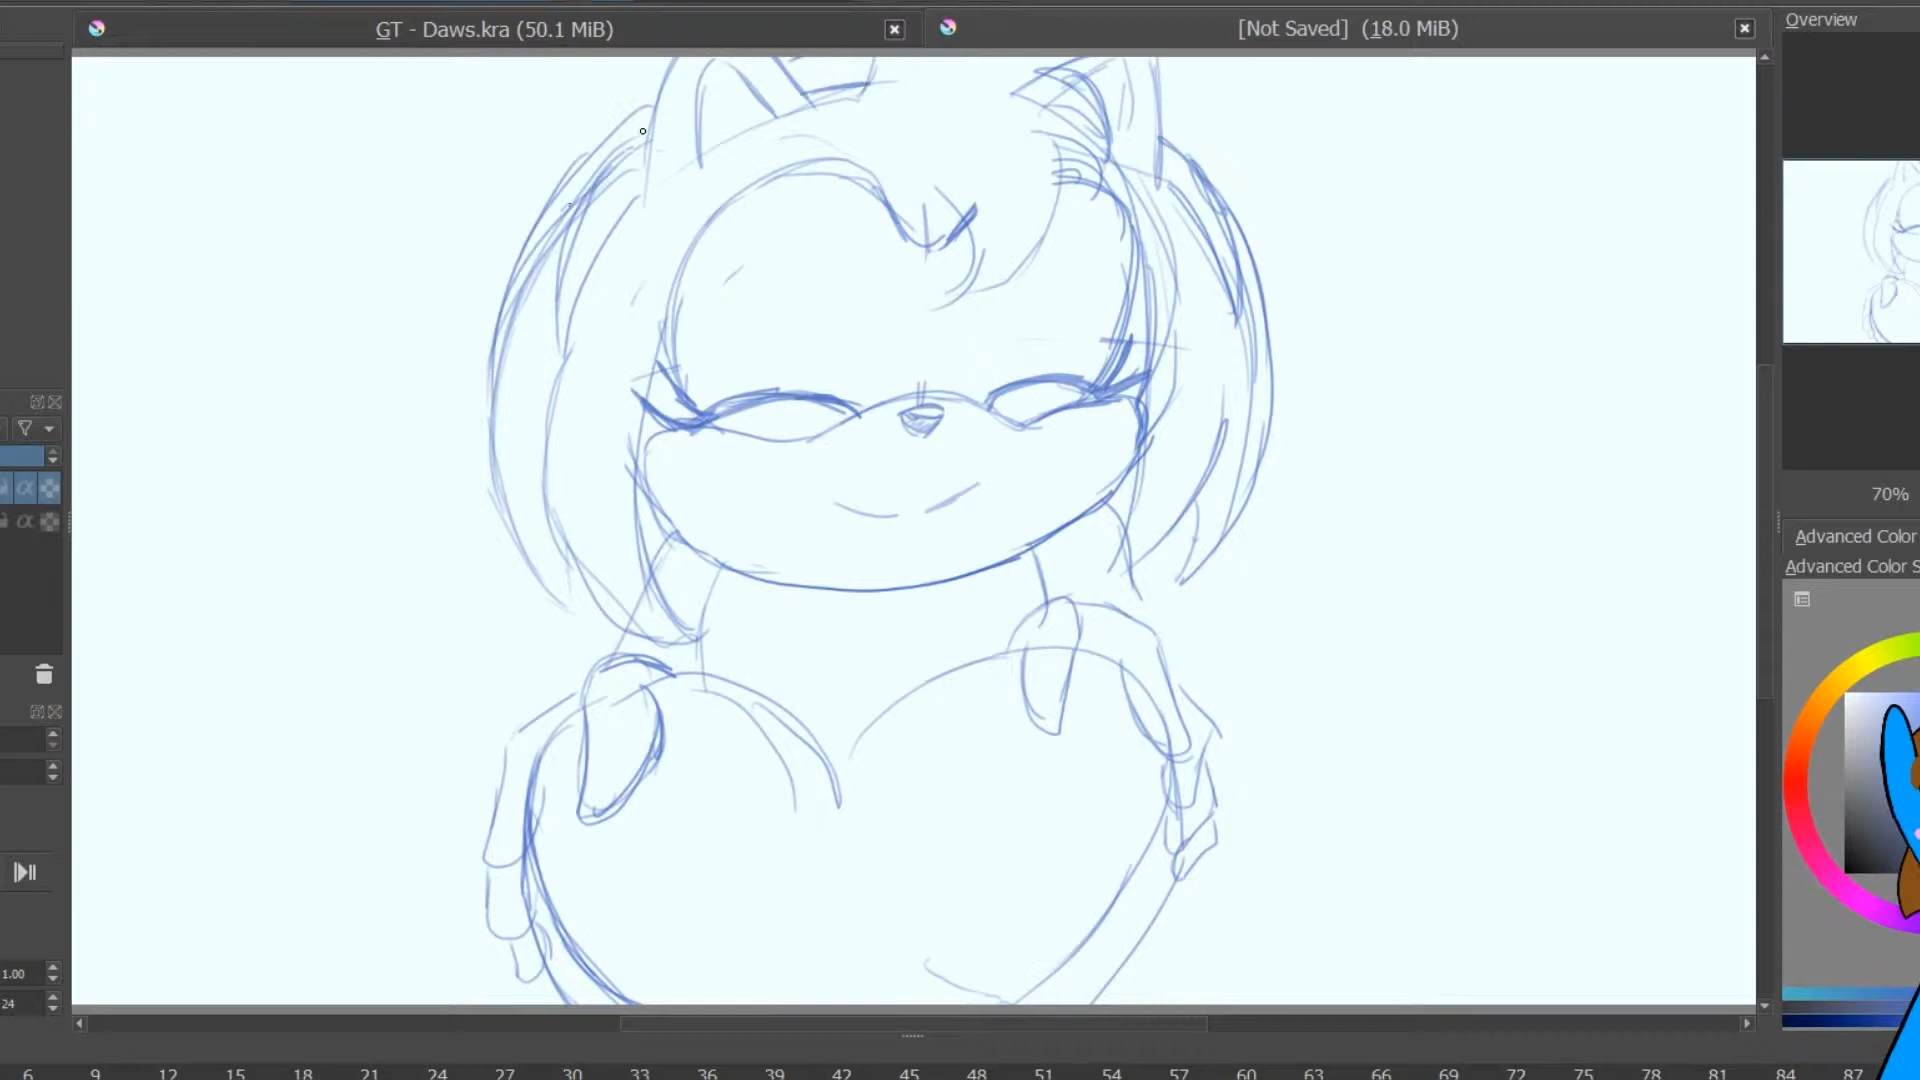 GT - Daws.kra (50.1 MiB)
[Not Saved] (18.0 MiB)
Overview
70%
Advanced Color
Advanced Color S
1.00
24
6 9 12 15 18 21 24 27 30 33 36 39 42 45 48 51 54 57 60 63 66 69 72 75 78 81 84 87